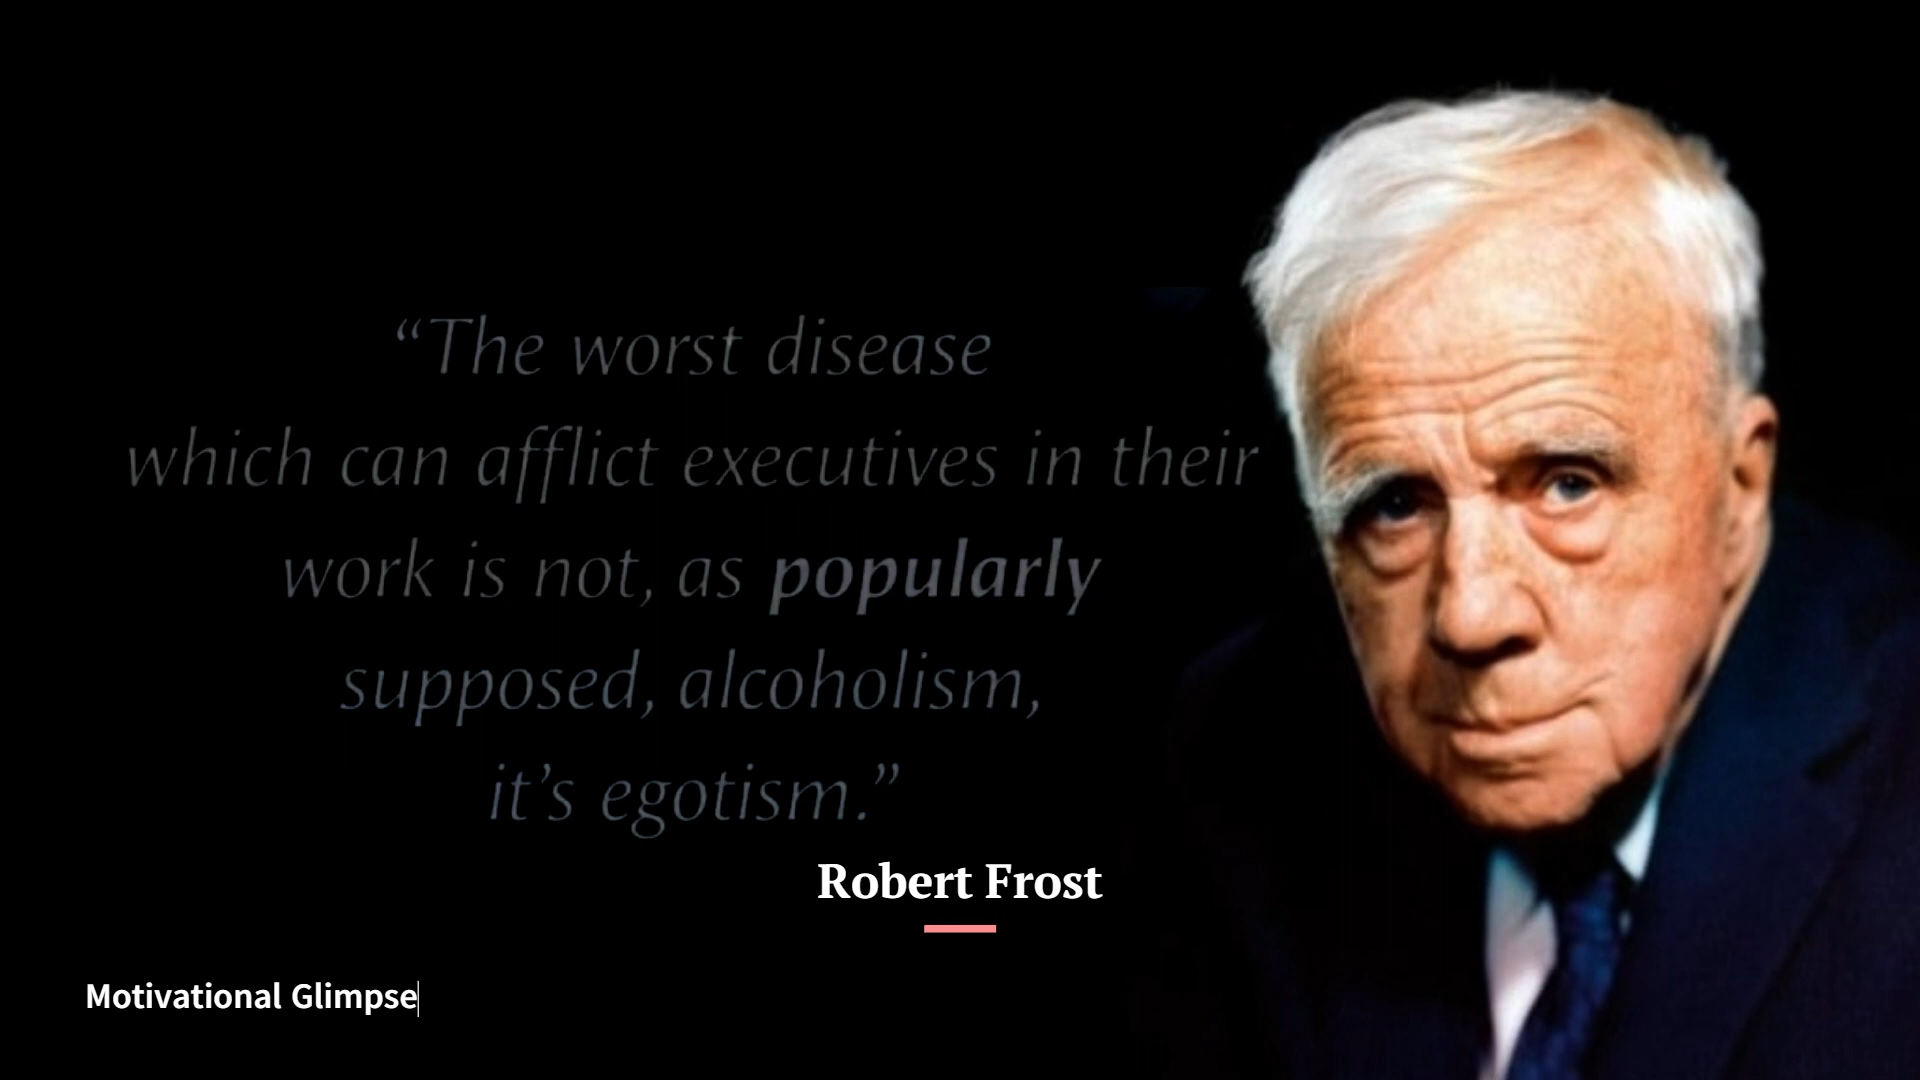 “The worst disease
which can afflict executives in their
work is not, as popularly
supposed, alcoholism,
it’s egotism.”
Robert Frost
Motivational Glimpse